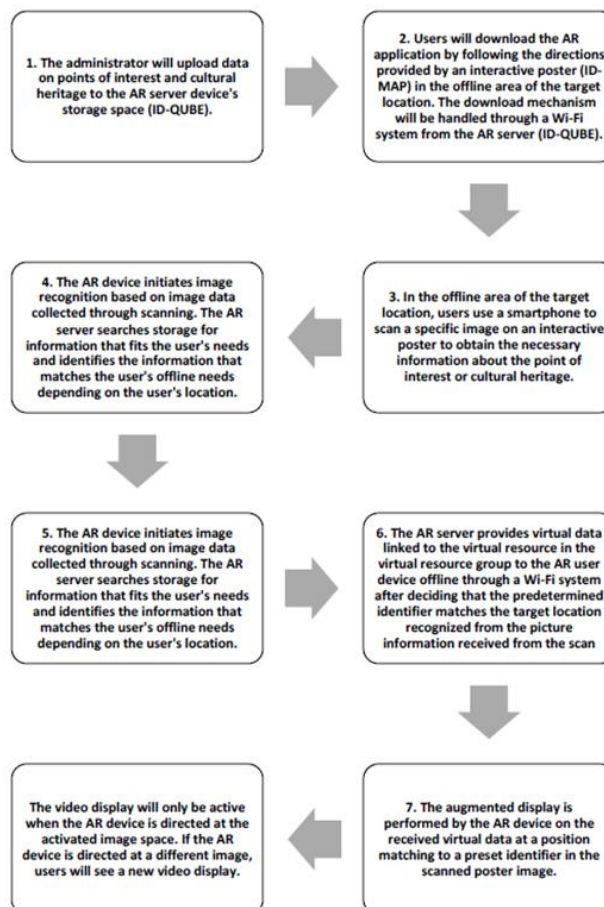 1. The administrator will upload data
on points of interest and cultural
heritage to the AR server device's
storage space (ID-QUBE).
2. Users will download the AR
application by following the directions
provided by an interactive poster (ID-
MAP) in the offline area of the target
location. The download mechanism
will be handled through a Wi-Fi
system from the AR server (ID-QUBE).
3. In the offline area of the target
location, users use a smartphone to
scan a specific image on an interactive
poster to obtain the necessary
information about the point of
interest or cultural heritage.
4. The AR device initiates image
recognition based on image data
collected through scanning. The AR
server searches storage for
information that fits the user's needs
and identifies the information that
matches the user's offline needs
depending on the user's location.
5. The AR device initiates image
recognition based on image data
collected through scanning. The AR
server searches storage for
information that fits the user's needs
and identifies the information that
matches the user's offline needs
depending on the user's location.
6. The AR server provides virtual data
linked to the virtual resource in the
virtual resource group to the AR user
device offline through a Wi-Fi system
after deciding that the predetermined
identifier matches the target location
recognized from the picture
information received from the scan
7. The augmented display is
performed by the AR device on the
received virtual data at a position
matching to a preset identifier in the
scanned poster image.
The video display will only be active
when the AR device is directed at the
activated image space. If the AR
device is directed at a different image,
users will see a new video display.